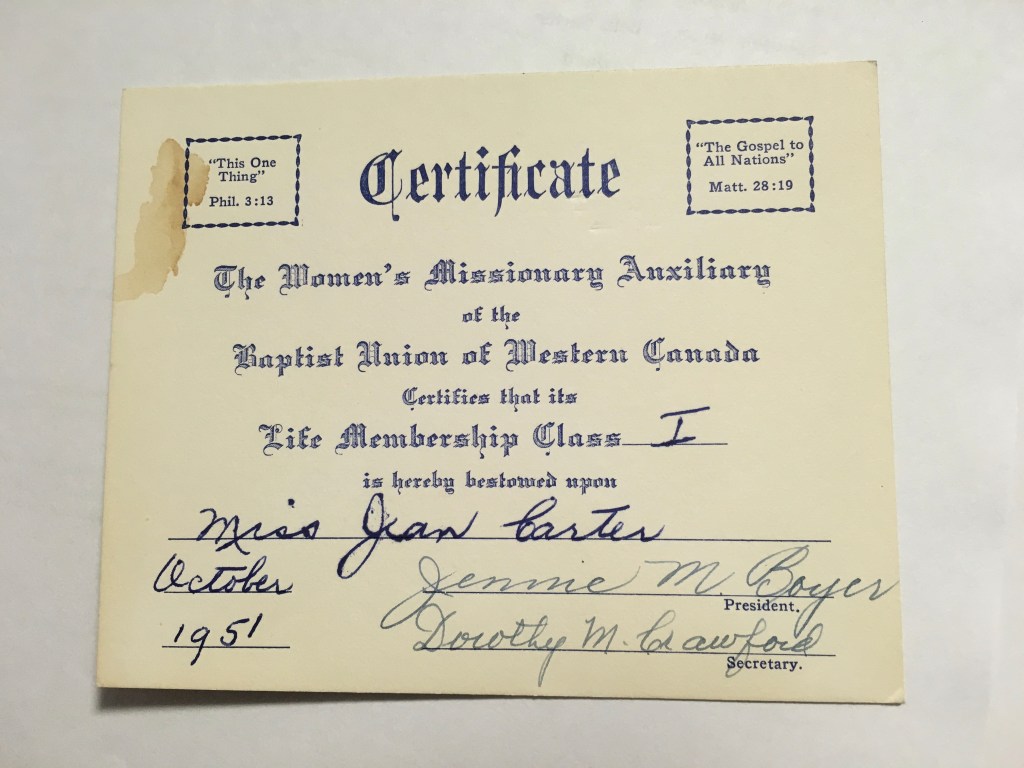 "This One
Thing"
Phil. 3:13
Certificate
"The Gospel to
All Nations"
Matt. 28:19
The Women's Missionary Auxiliary
of the
Baptist Union of Western Canada
Certifies that its
Life Membership Class I
is hereby bestowed upon
Miss Jean Carter
October
1951
Jennie M. Boyer
President.
Dorothy M. Crawford
Secretary.